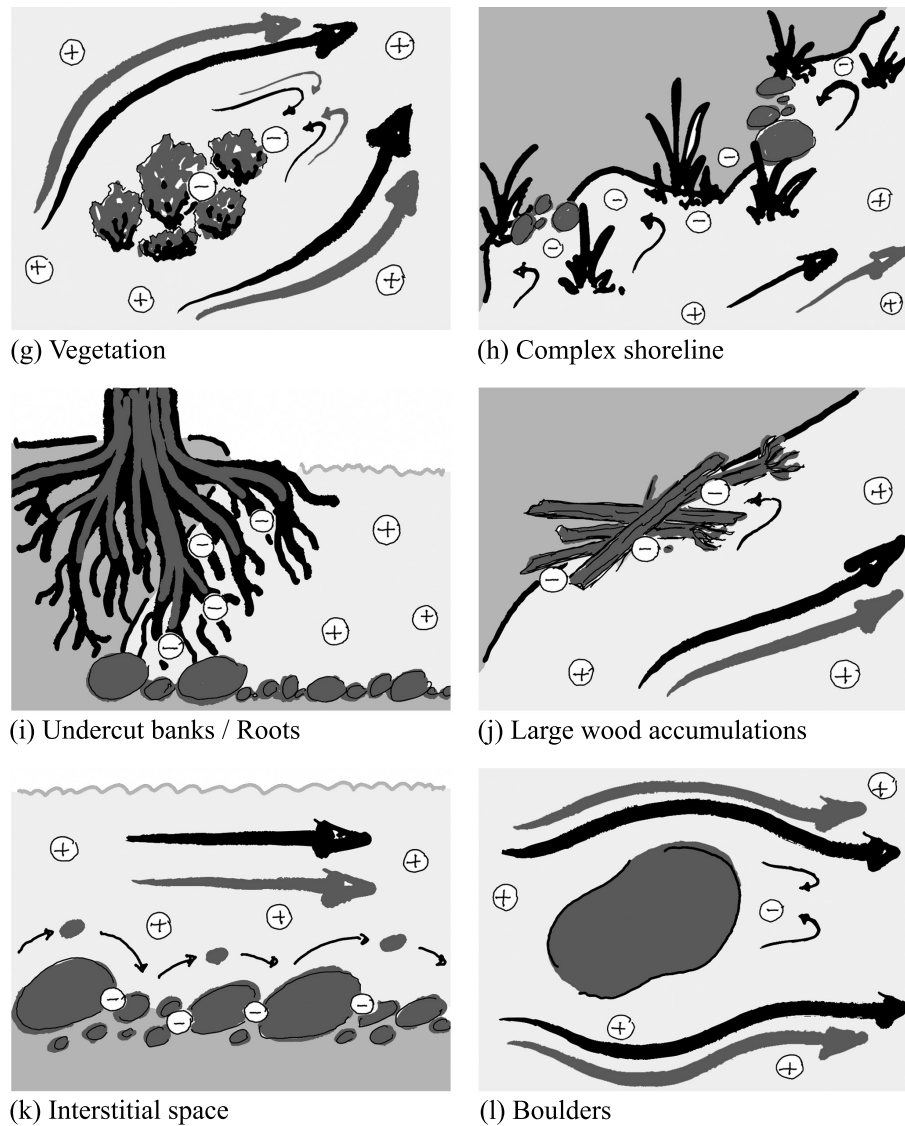 (g) Vegetation
(h) Complex shoreline
(i) Undercut banks / Roots
(j) Large wood accumulations
(k) Interstitial space
(l) Boulders